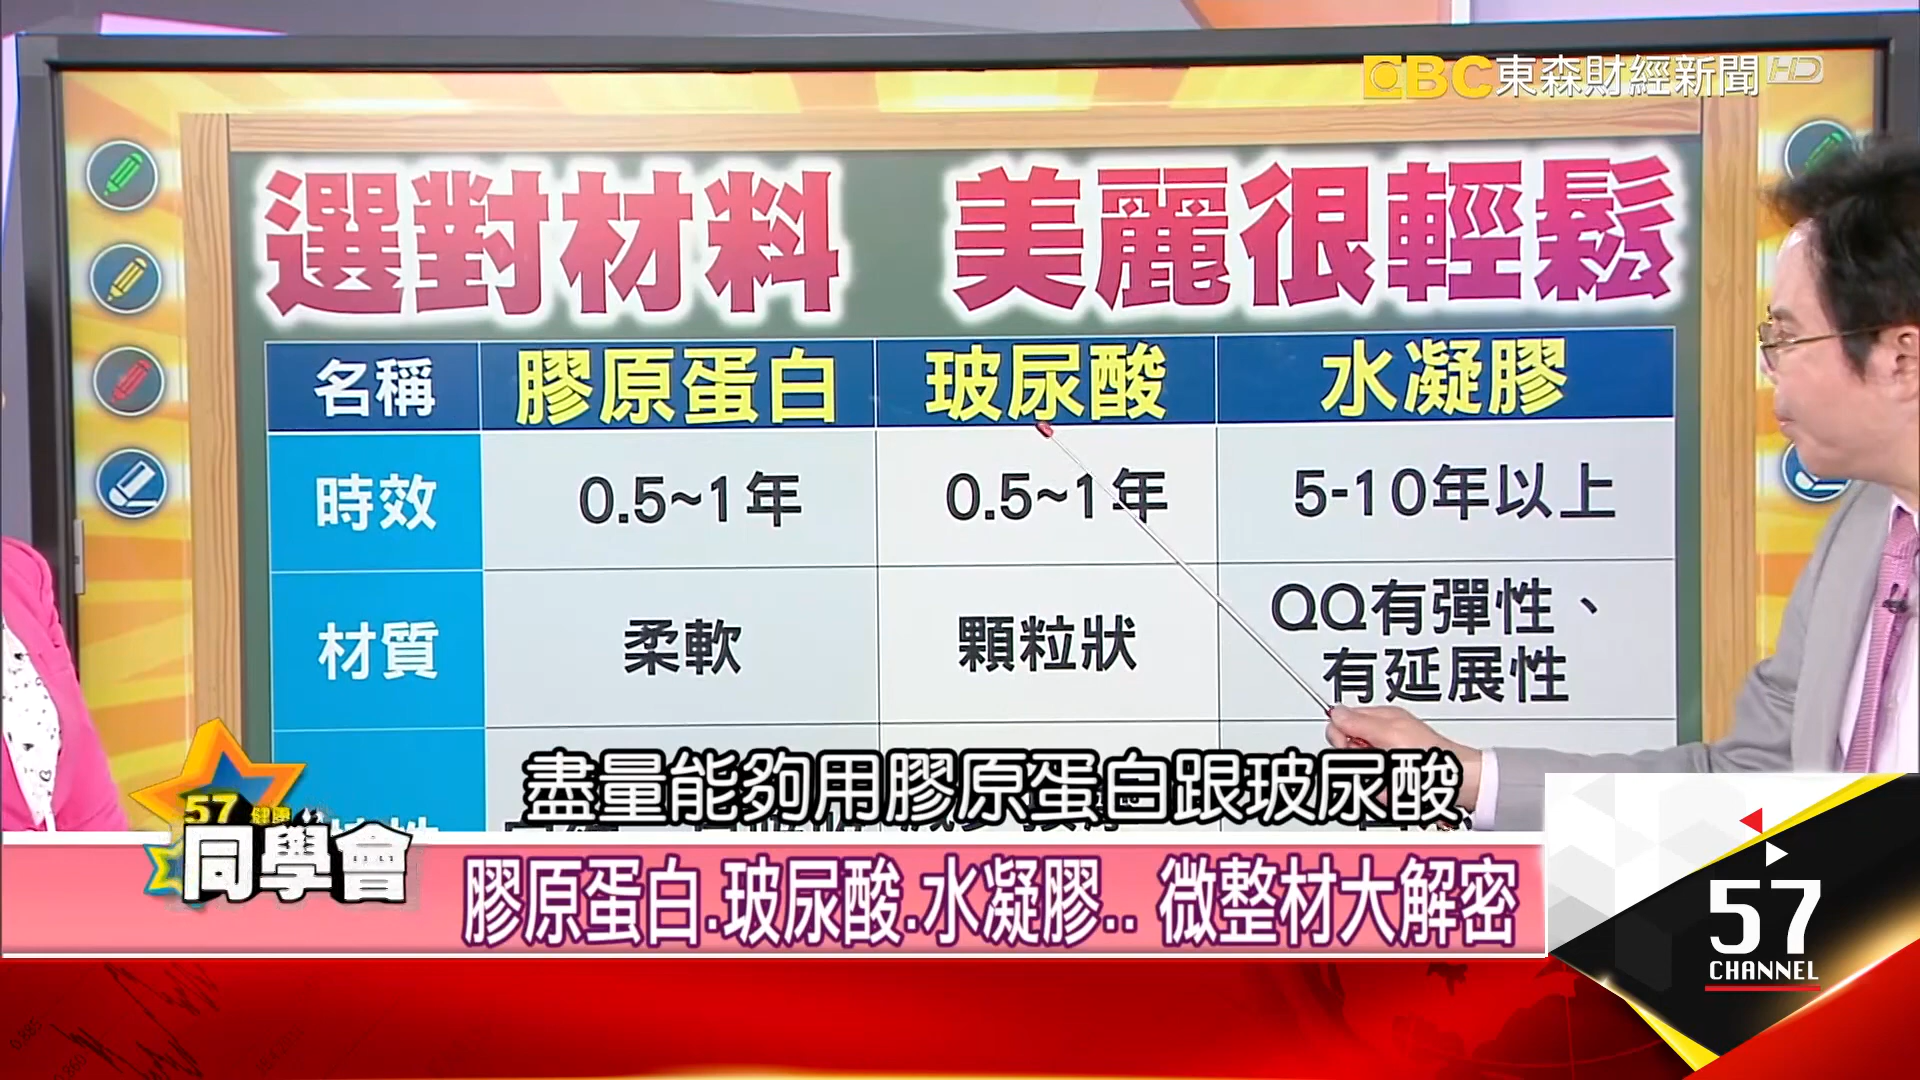 EBC東森財經新聞HD
選對材料 美麗很輕鬆
名稱 膠原蛋白 玻尿酸 水凝膠
時效 0.5~1年 0.5~1年 5-10年以上
材質 柔軟 顆粒狀 QQ有彈性、
有延展性
盡量能夠用膠原蛋白跟玻尿酸
57 健康
同學會
膠原蛋白.玻尿酸.水凝膠.. 微整材大解密
57
CHANNEL